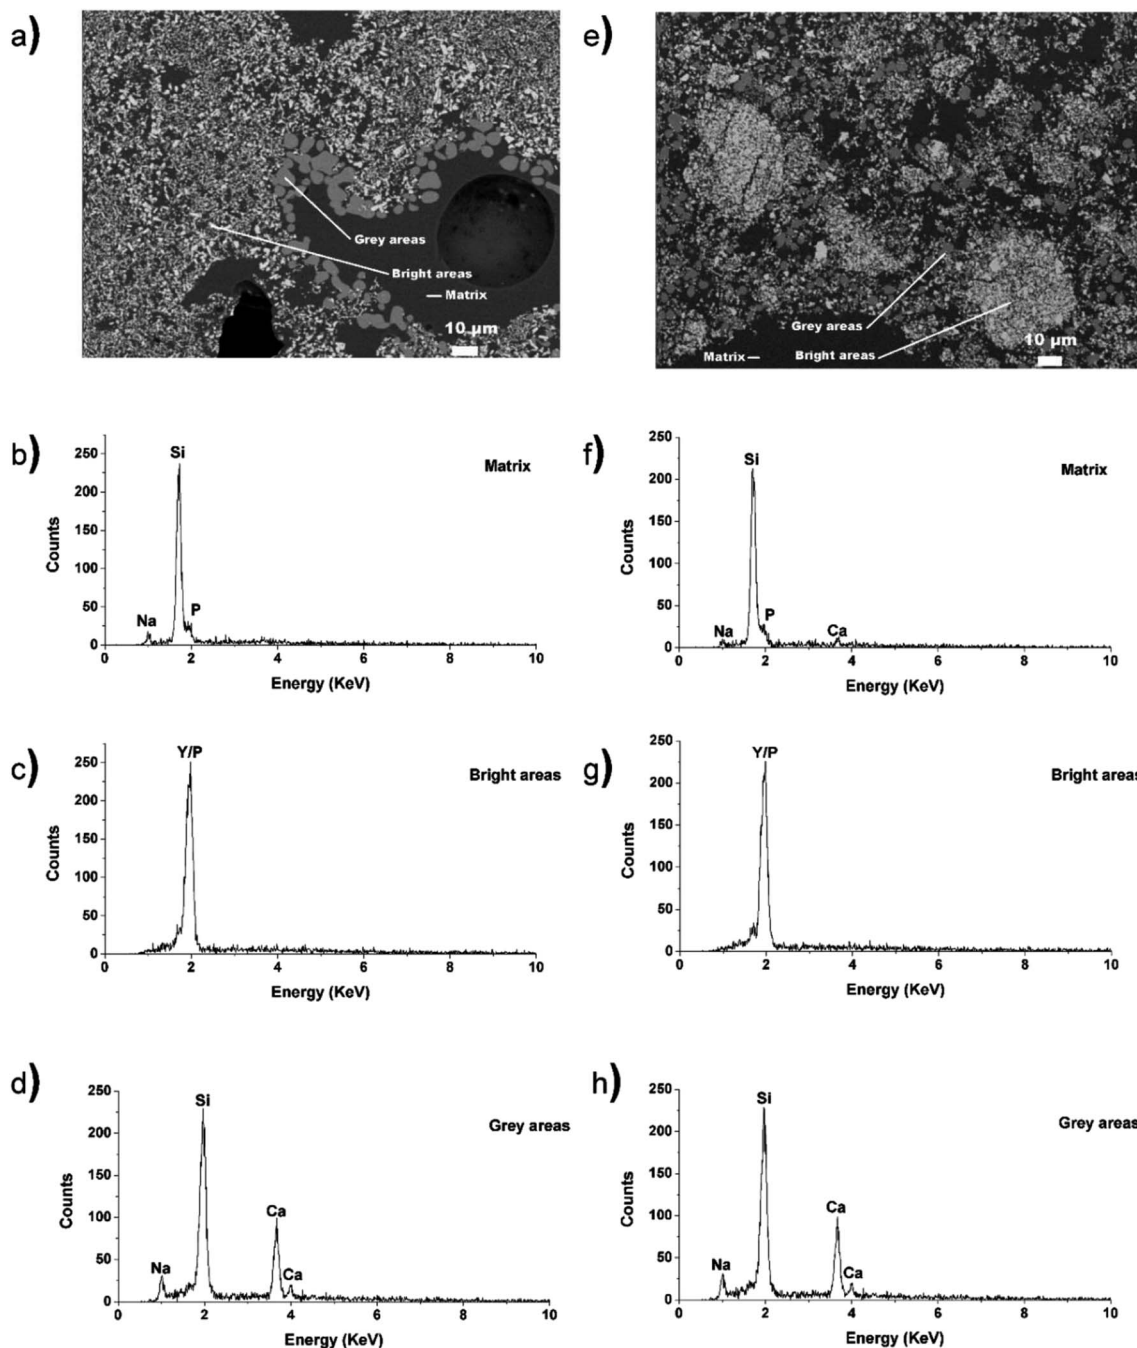 a)
Grey areas
Bright areas
Matrix
10 µm
e)
Grey areas
Matrix
Bright areas
10 µm
b)
Matrix
Counts
250
200
150
100
50
0
Si
Na
P
0 2 4 6 8 10
Energy (KeV)
f)
Matrix
Counts
250
200
150
100
50
0
Si
Na
P
Ca
0 2 4 6 8 10
Energy (KeV)
c)
Bright areas
Counts
250
200
150
100
50
0
Y/P
0 2 4 6 8 10
Energy (KeV)
g)
Bright areas
Counts
250
200
150
100
50
0
Y/P
0 2 4 6 8 10
Energy (KeV)
d)
Grey areas
Counts
250
200
150
100
50
0
Si
Na
Ca
Ca
0 2 4 6 8 10
Energy (KeV)
h)
Grey areas
Counts
250
200
150
100
50
0
Si
Na
Ca
Ca
0 2 4 6 8 10
Energy (KeV)